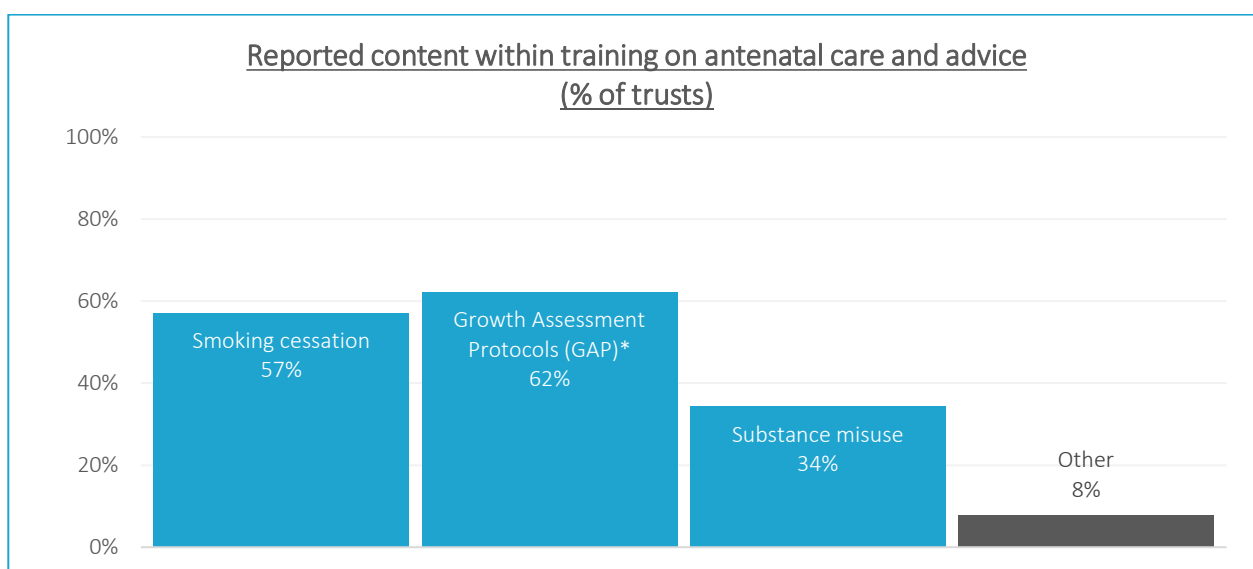 Reported content within training on antenatal care and advice
(% of trusts)
100%
80%
60%
40%
20%
0%
Smoking cessation
57%
Growth Assessment
Protocols (GAP)*
62%
Substance misuse
34%
Other
8%